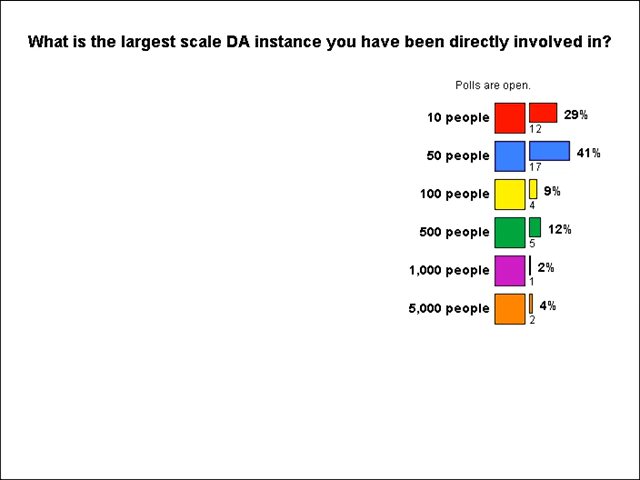 What is the largest scale DA instance you have been directly involved in?
Polls are open.
10 people 29%
12
50 people 41%
17
100 people 9%
4
500 people 12%
5
1,000 people 2%
1
5,000 people 4%
2